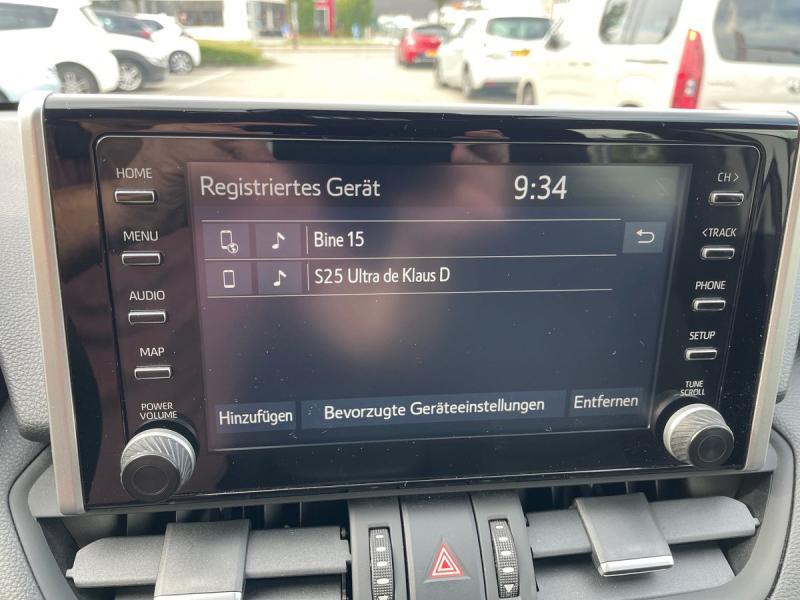 HOME
MENU
AUDIO
MAP
POWER
VOLUME
Registriertes Gerät
9:34
Bine 15
S25 Ultra de Klaus D
Hinzufügen
Bevorzugte Geräteeinstellungen
Entfernen
CH >
< TRACK
PHONE
SETUP
TUNE
SCROLL